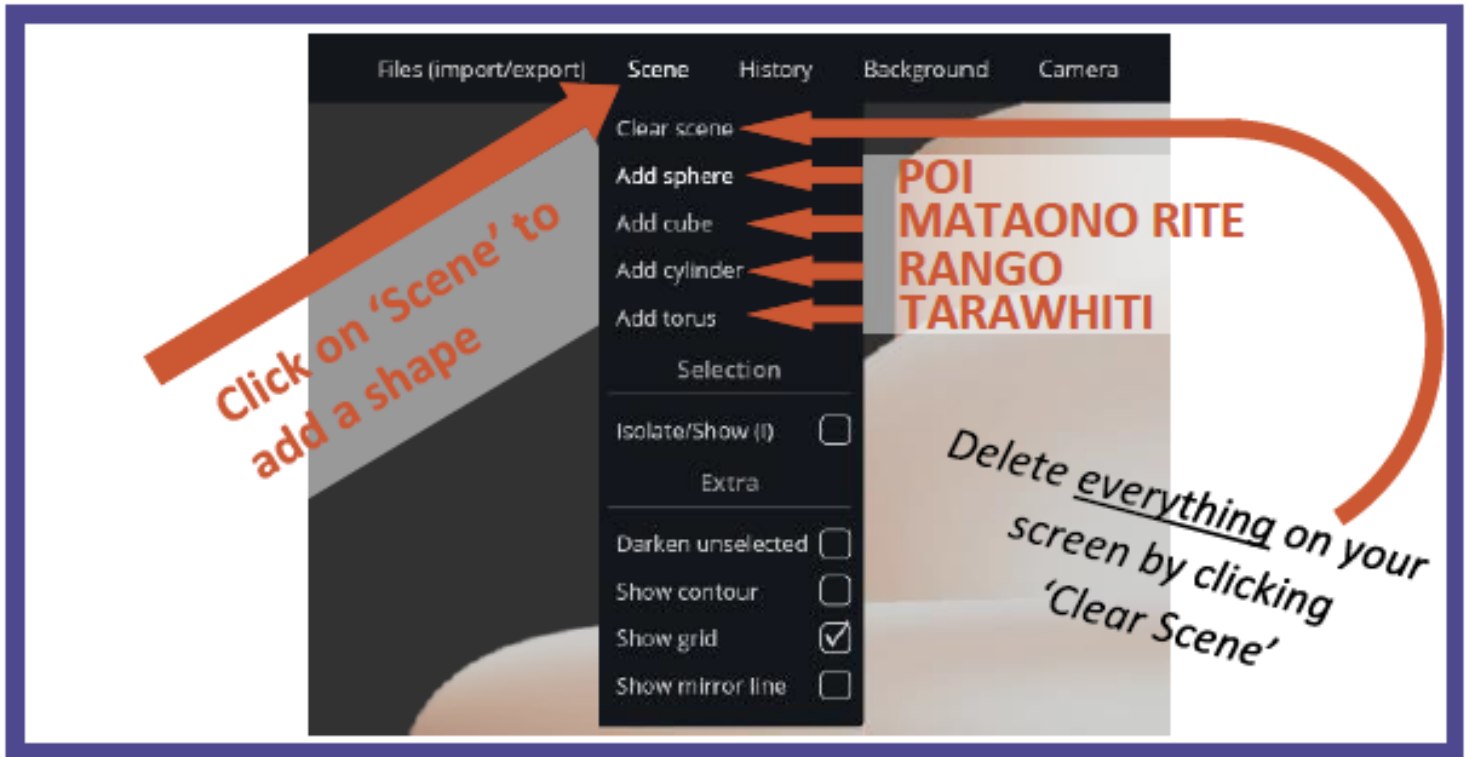 Files (import/export) Scene History Background Camera
Clear scene
Add sphere
POI
Add cube
MATAONO RITE
Add cylinder
RANGO
Add torus
TARAWHITI
Click on ‘Scene’ to
add a shape
Selection
Isolate/Show (I)
Extra
Darken unselected
Show contour
Show grid
Show mirror line
Delete everything on your
screen by clicking
‘Clear Scene’